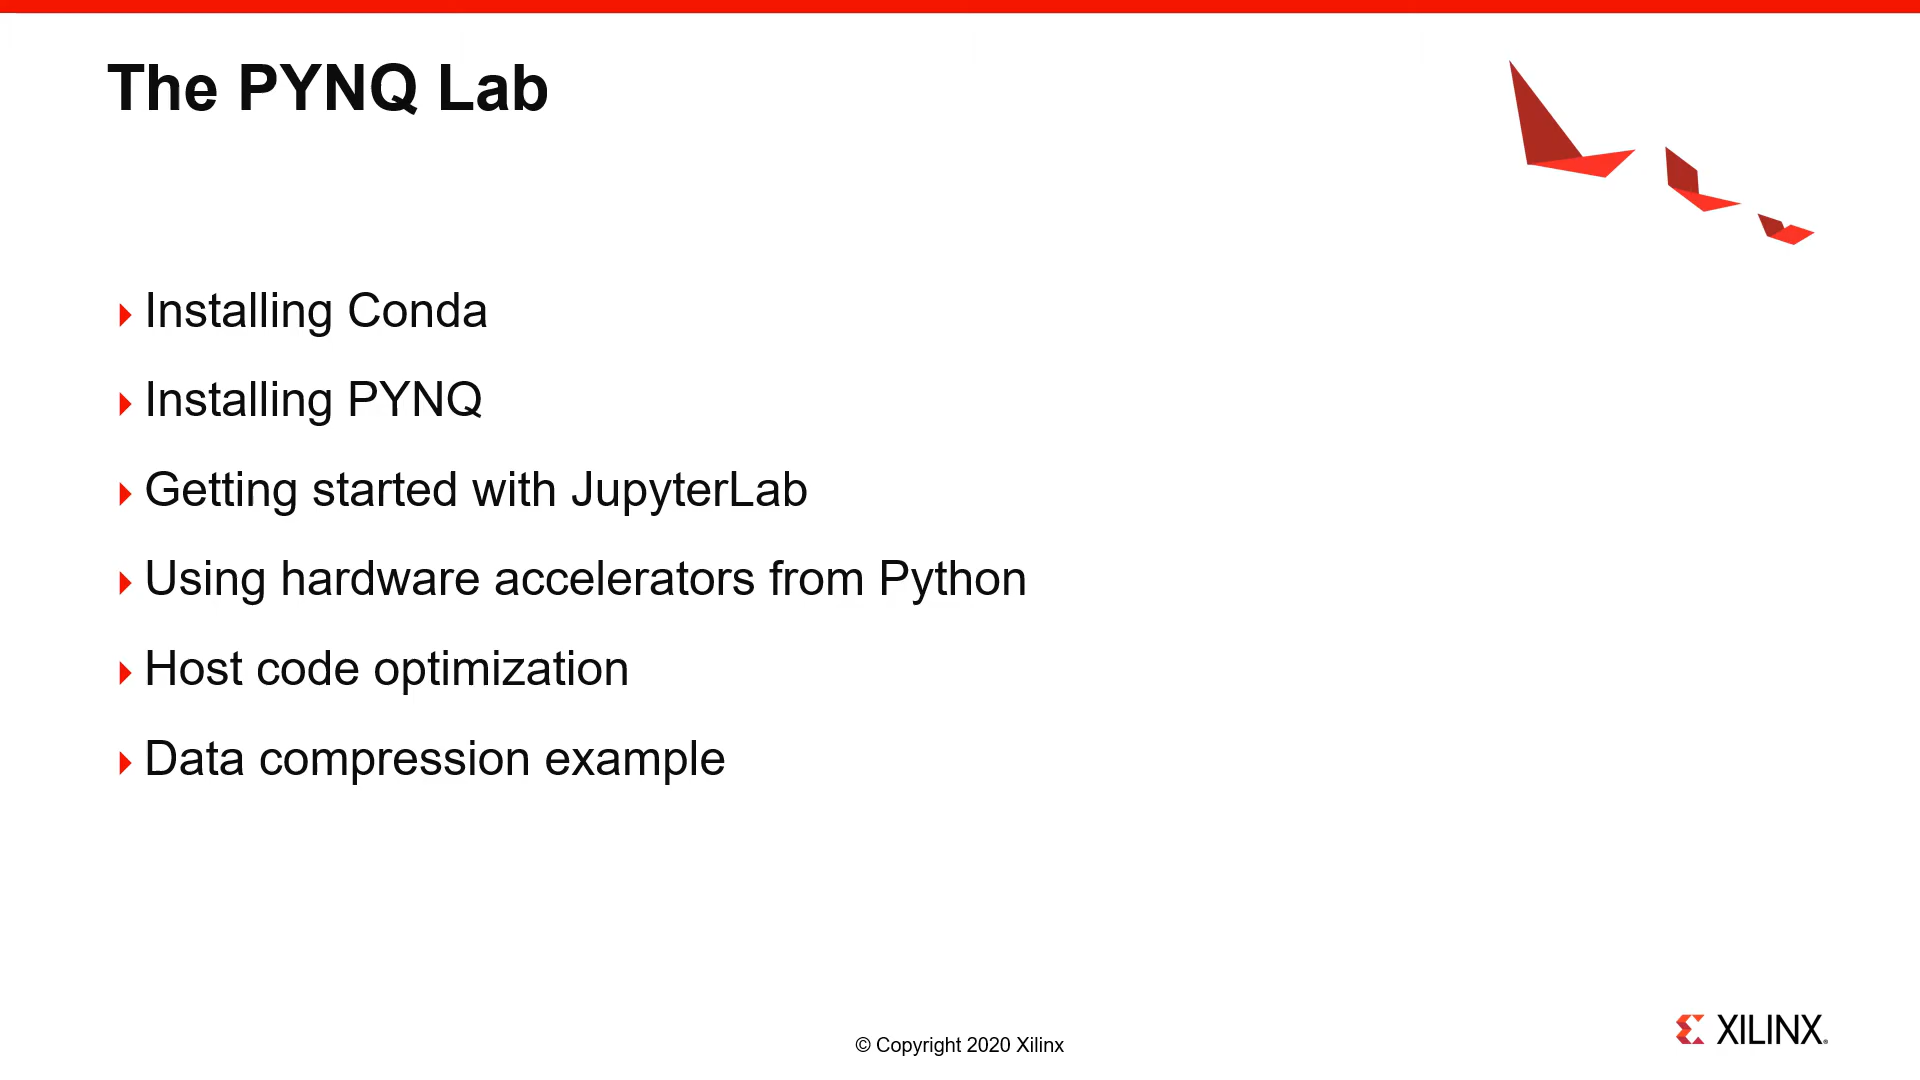 The PYNQ Lab
Installing Conda
Installing PYNQ
Getting started with JupyterLab
Using hardware accelerators from Python
Host code optimization
Data compression example
© Copyright 2020 Xilinx
XILINX.